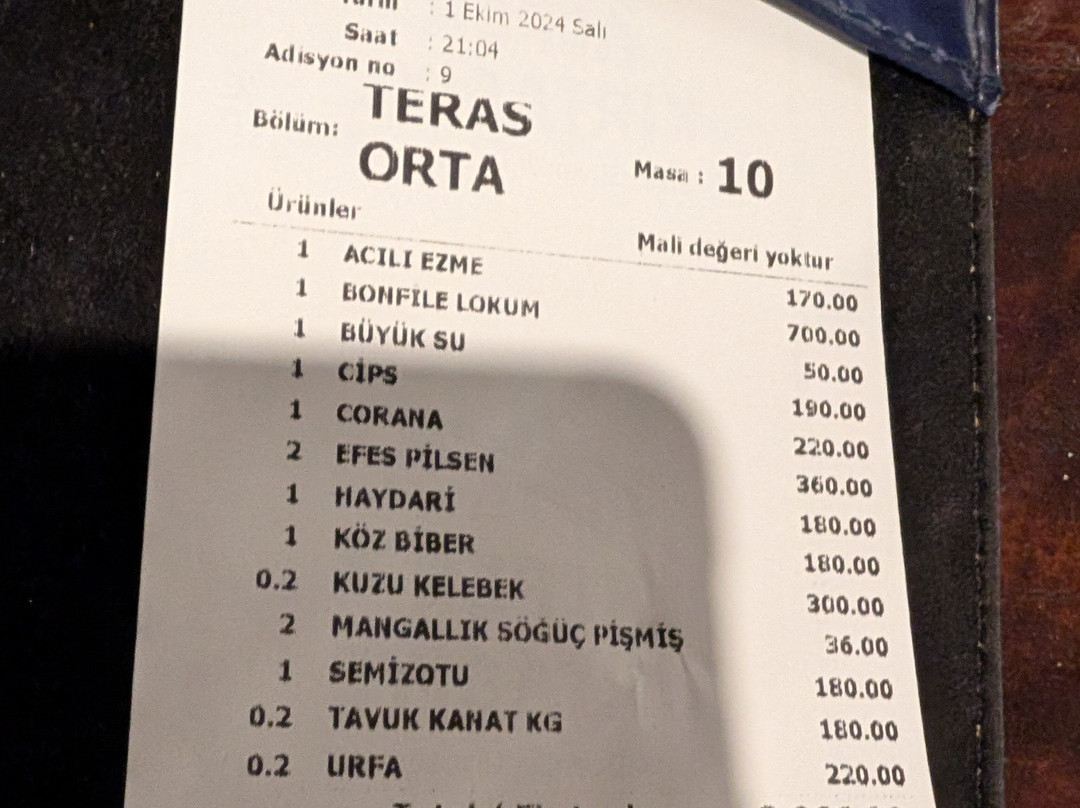 : 1 Ekim 2024 Salı
Saat : 21:04
Adisyon no : 9
Bölüm: TERAS
ORTA Masa : 10
Ürünler Mali değeri yoktur
1 ACILI EZME 170.00
1 BONFİLE LOKUM 700.00
1 BÜYÜK SU 50.00
1 CİPS 190.00
1 CORANA 220.00
2 EFES PİLSEN 360.00
1 HAYDARİ 180.00
1 KÖZ BİBER 180.00
0.2 KUZU KELEBEK 300.00
2 MANGALLIK SÖĞÜÇ PİŞMİŞ 36.00
1 SEMİZOTU 180.00
0.2 TAVUK KANAT KG 180.00
0.2 URFA 220.00